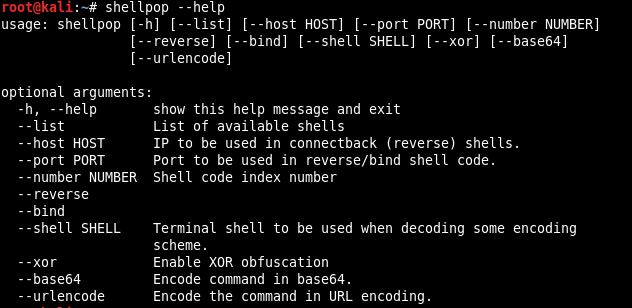 root@kali:~# shellpop --help
usage: shellpop [-h] [--list] [--host HOST] [--port PORT] [--number NUMBER]
                [--reverse] [--bind] [--shell SHELL] [--xor] [--base64]
                [--urlencode]

optional arguments:
  -h, --help       show this help message and exit
  --list           List of available shells
  --host HOST      IP to be used in connectback (reverse) shells.
  --port PORT      Port to be used in reverse/bind shell code.
  --number NUMBER  Shell code index number
  --reverse
  --bind
  --shell SHELL    Terminal shell to be used when decoding some encoding
                   scheme.
  --xor            Enable XOR obfuscation
  --base64         Encode command in base64.
  --urlencode      Encode the command in URL encoding.